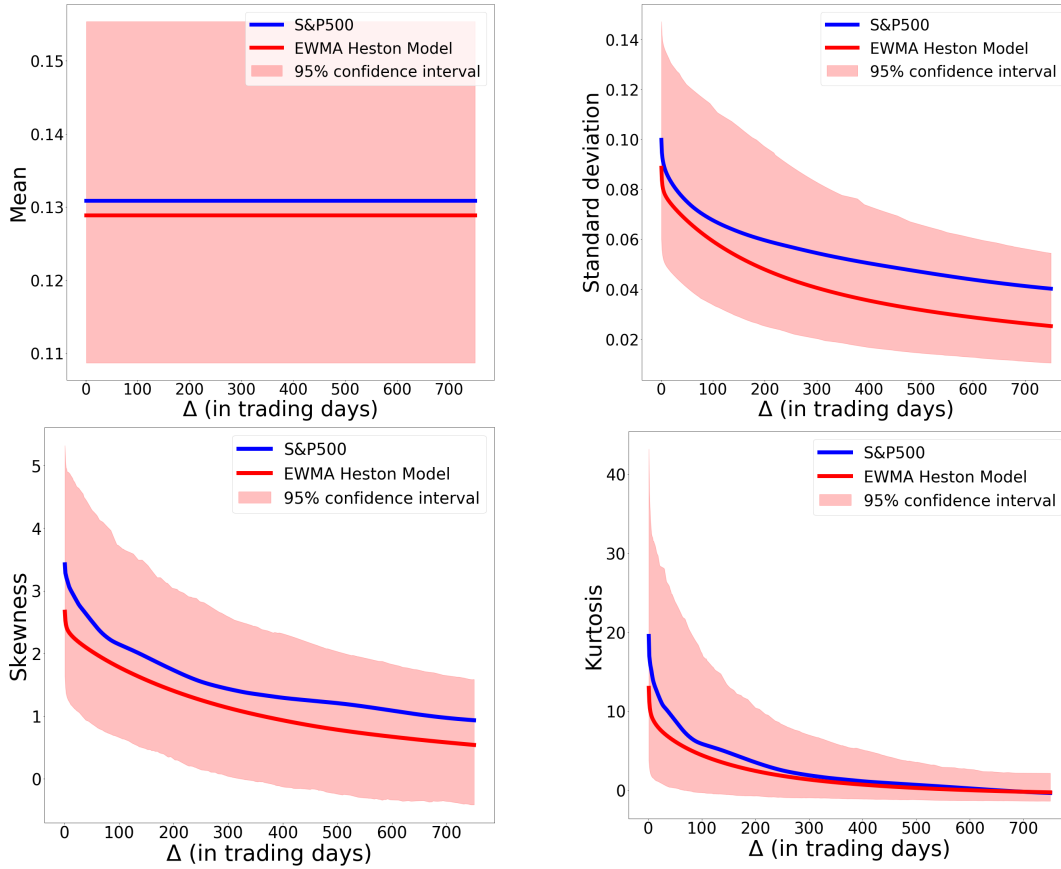 Mean
0.15
0.14
0.13
0.12
0.11
S&P500
EWMA Heston Model
95% confidence interval
0 100 200 300 400 500 600 700
Δ (in trading days)
Standard deviation
0.14
0.12
0.10
0.08
0.06
0.04
0.02
S&P500
EWMA Heston Model
95% confidence interval
0 100 200 300 400 500 600 700
Δ (in trading days)
Skewness
5
4
3
2
1
0
S&P500
EWMA Heston Model
95% confidence interval
0 100 200 300 400 500 600 700
Δ (in trading days)
Kurtosis
40
30
20
10
0
S&P500
EWMA Heston Model
95% confidence interval
0 100 200 300 400 500 600 700
Δ (in trading days)